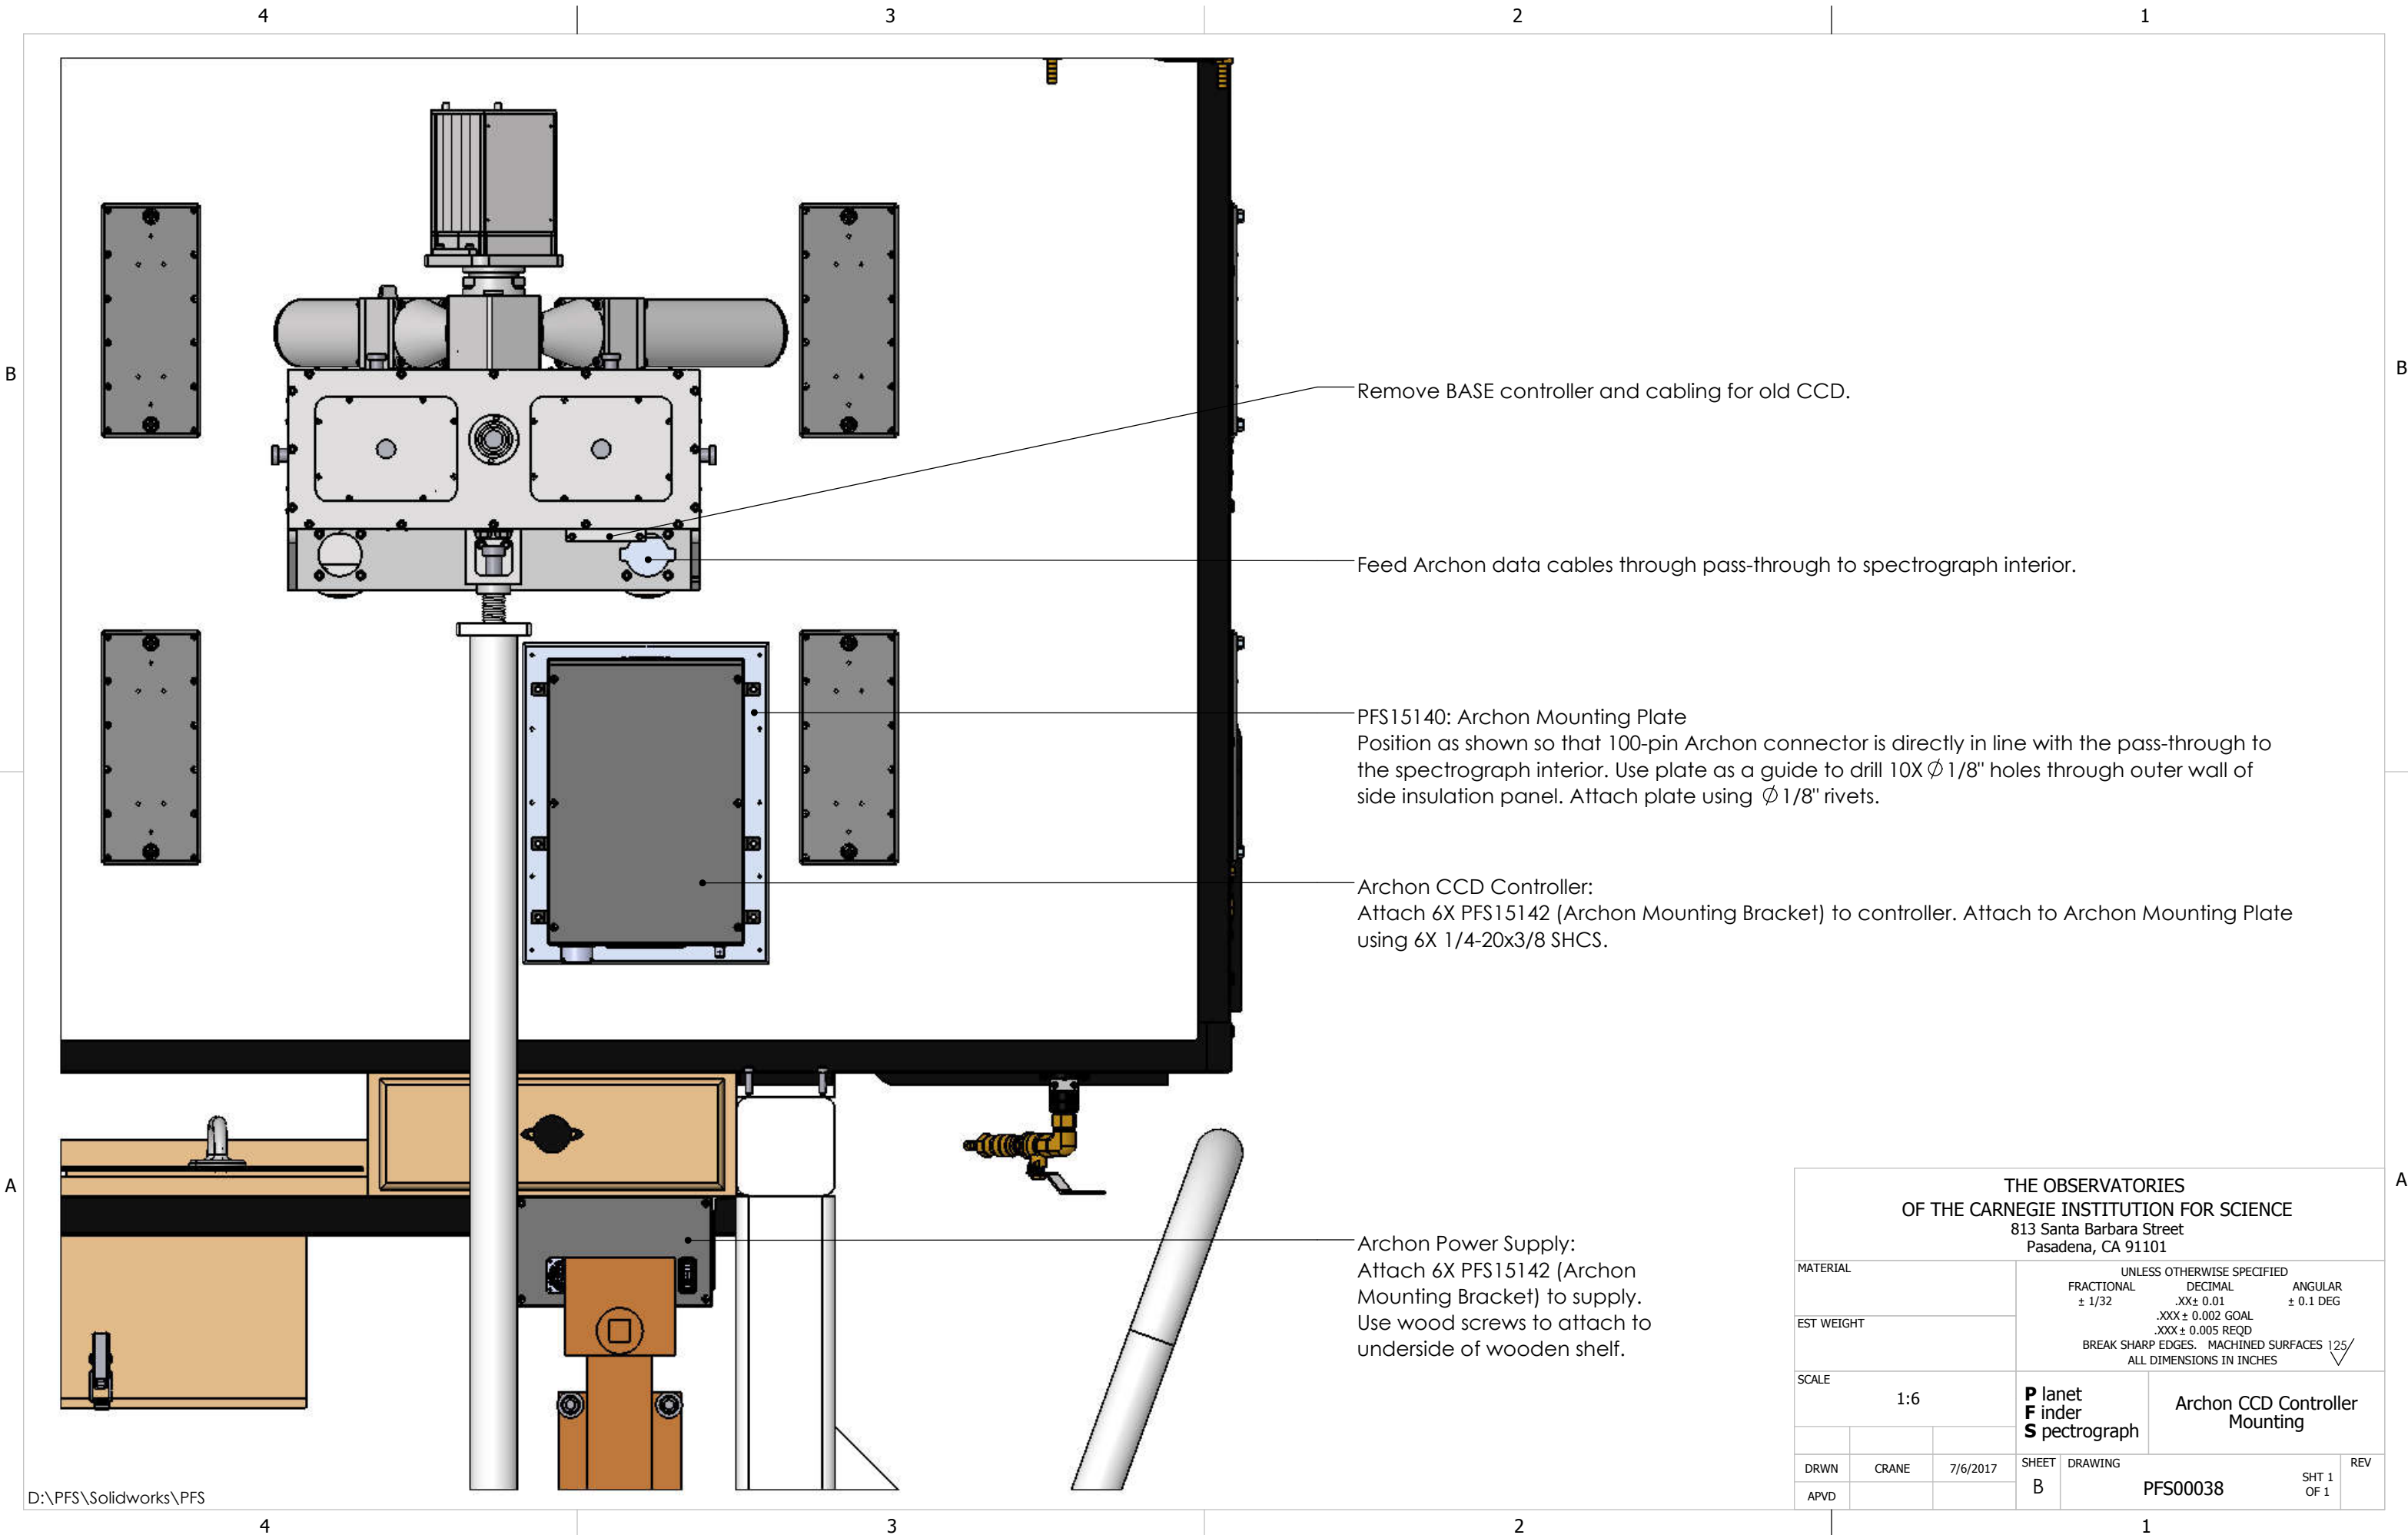 4
3
2
1
B
B
A
A
Remove BASE controller and cabling for old CCD.
Feed Archon data cables through pass-through to spectrograph interior.
PFS15140: Archon Mounting Plate
Position as shown so that 100-pin Archon connector is directly in line with the pass-through to
the spectrograph interior. Use plate as a guide to drill 10X ∅ 1/8" holes through outer wall of
side insulation panel. Attach plate using ∅ 1/8" rivets.
Archon CCD Controller:
Attach 6X PFS15142 (Archon Mounting Bracket) to controller. Attach to Archon Mounting Plate
using 6X 1/4-20x3/8 SHCS.
Archon Power Supply:
Attach 6X PFS15142 (Archon
Mounting Bracket) to supply.
Use wood screws to attach to
underside of wooden shelf.
THE OBSERVATORIES
OF THE CARNEGIE INSTITUTION FOR SCIENCE
813 Santa Barbara Street
Pasadena, CA 91101
MATERIAL
EST WEIGHT
UNLESS OTHERWISE SPECIFIED
FRACTIONAL DECIMAL ANGULAR
± 1/32 .XX± 0.01 ± 0.1 DEG
.XXX± 0.002 GOAL
.XXX± 0.005 REQD
BREAK SHARP EDGES. MACHINED SURFACES 125
ALL DIMENSIONS IN INCHES
SCALE
1:6
P lanet
F inder
S pectrograph
Archon CCD Controller
Mounting
DRWN CRANE 7/6/2017
APVD
SHEET
B
DRAWING
PFS00038
SHT 1
OF 1
REV
D:\PFS\Solidworks\PFS
4
3
2
1